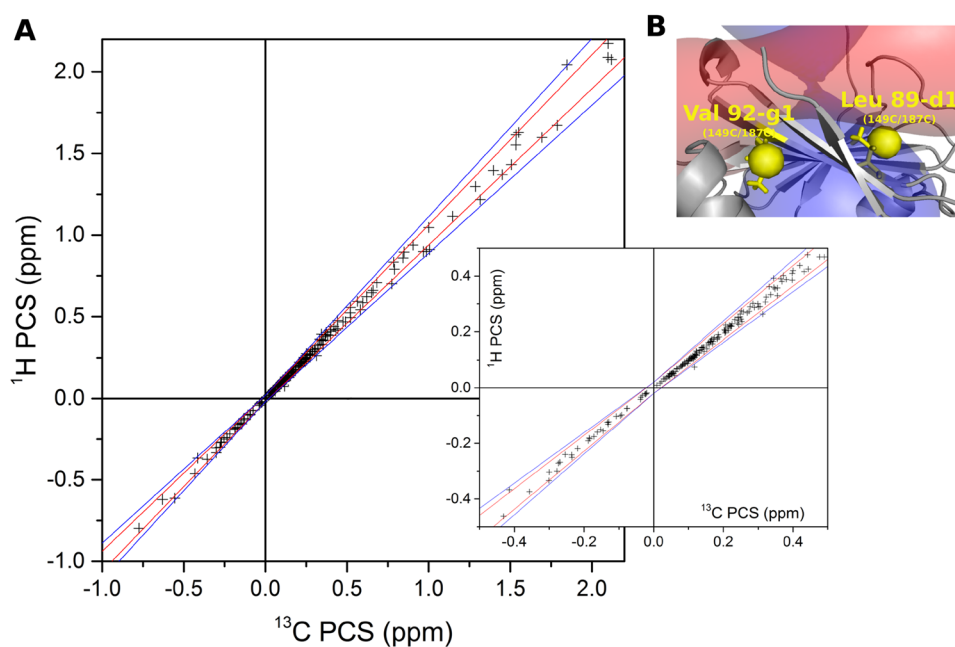 A
B
Val 92-g1
(149C/187C)
Leu 89-d1
(149C/187C)
2.0
1.5
1.0
0.5
0.0
-0.5
-1.0
¹H PCS (ppm)
-1.0 -0.5 0.0 0.5 1.0 1.5 2.0
¹³C PCS (ppm)
0.4
0.2
0.0
-0.2
-0.4
¹H PCS (ppm)
¹³C PCS (ppm)
-0.4 -0.2 0.0 0.2 0.4